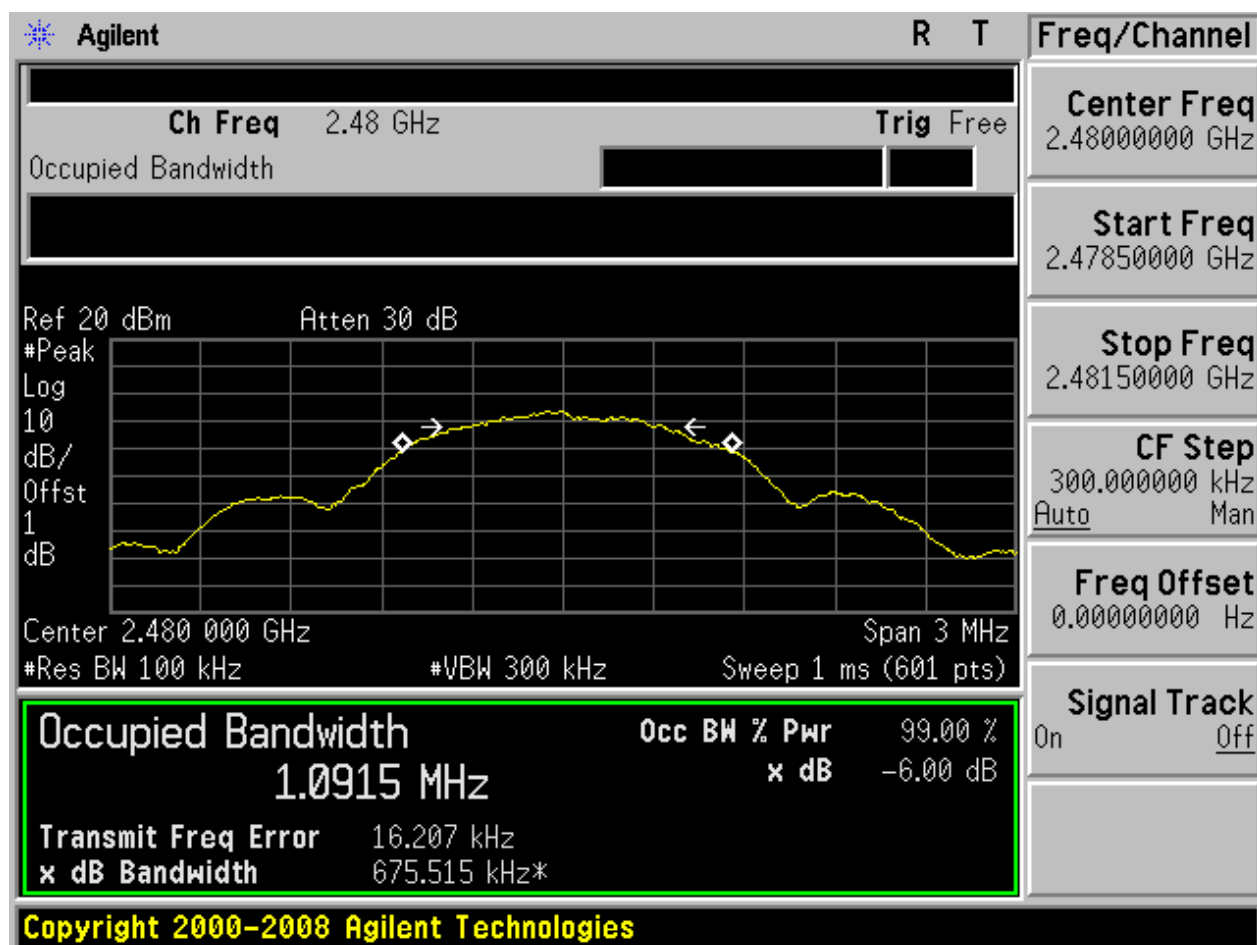 Agilent R T Freq/Channel
Ch Freq 2.48 GHz Trig Free
Occupied Bandwidth
Center Freq
2.48000000 GHz
Start Freq
2.47850000 GHz
Stop Freq
2.48150000 GHz
CF Step
300.000000 kHz
Auto Man
Freq Offset
0.00000000 Hz
Signal Track
On Off
Ref 20 dBm Atten 30 dB
#Peak
Log
10
dB/
Offst
1
dB
Center 2.480 000 GHz Span 3 MHz
#Res BW 100 kHz #VBW 300 kHz Sweep 1 ms (601 pts)
Occupied Bandwidth
1.0915 MHz
Occ BW % Pwr 99.00 %
x dB -6.00 dB
Transmit Freq Error 16.207 kHz
x dB Bandwidth 675.515 kHz*
Copyright 2000-2008 Agilent Technologies